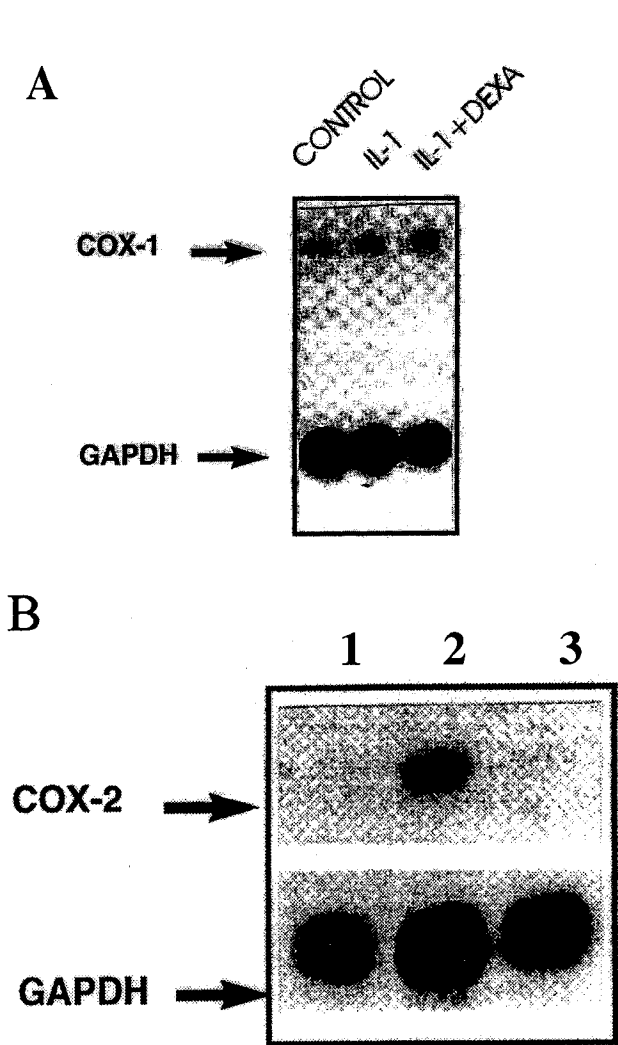 A
CONTROL
IL-1
IL-1+DEXA
COX-1
GAPDH
B
1 2 3
COX-2
GAPDH